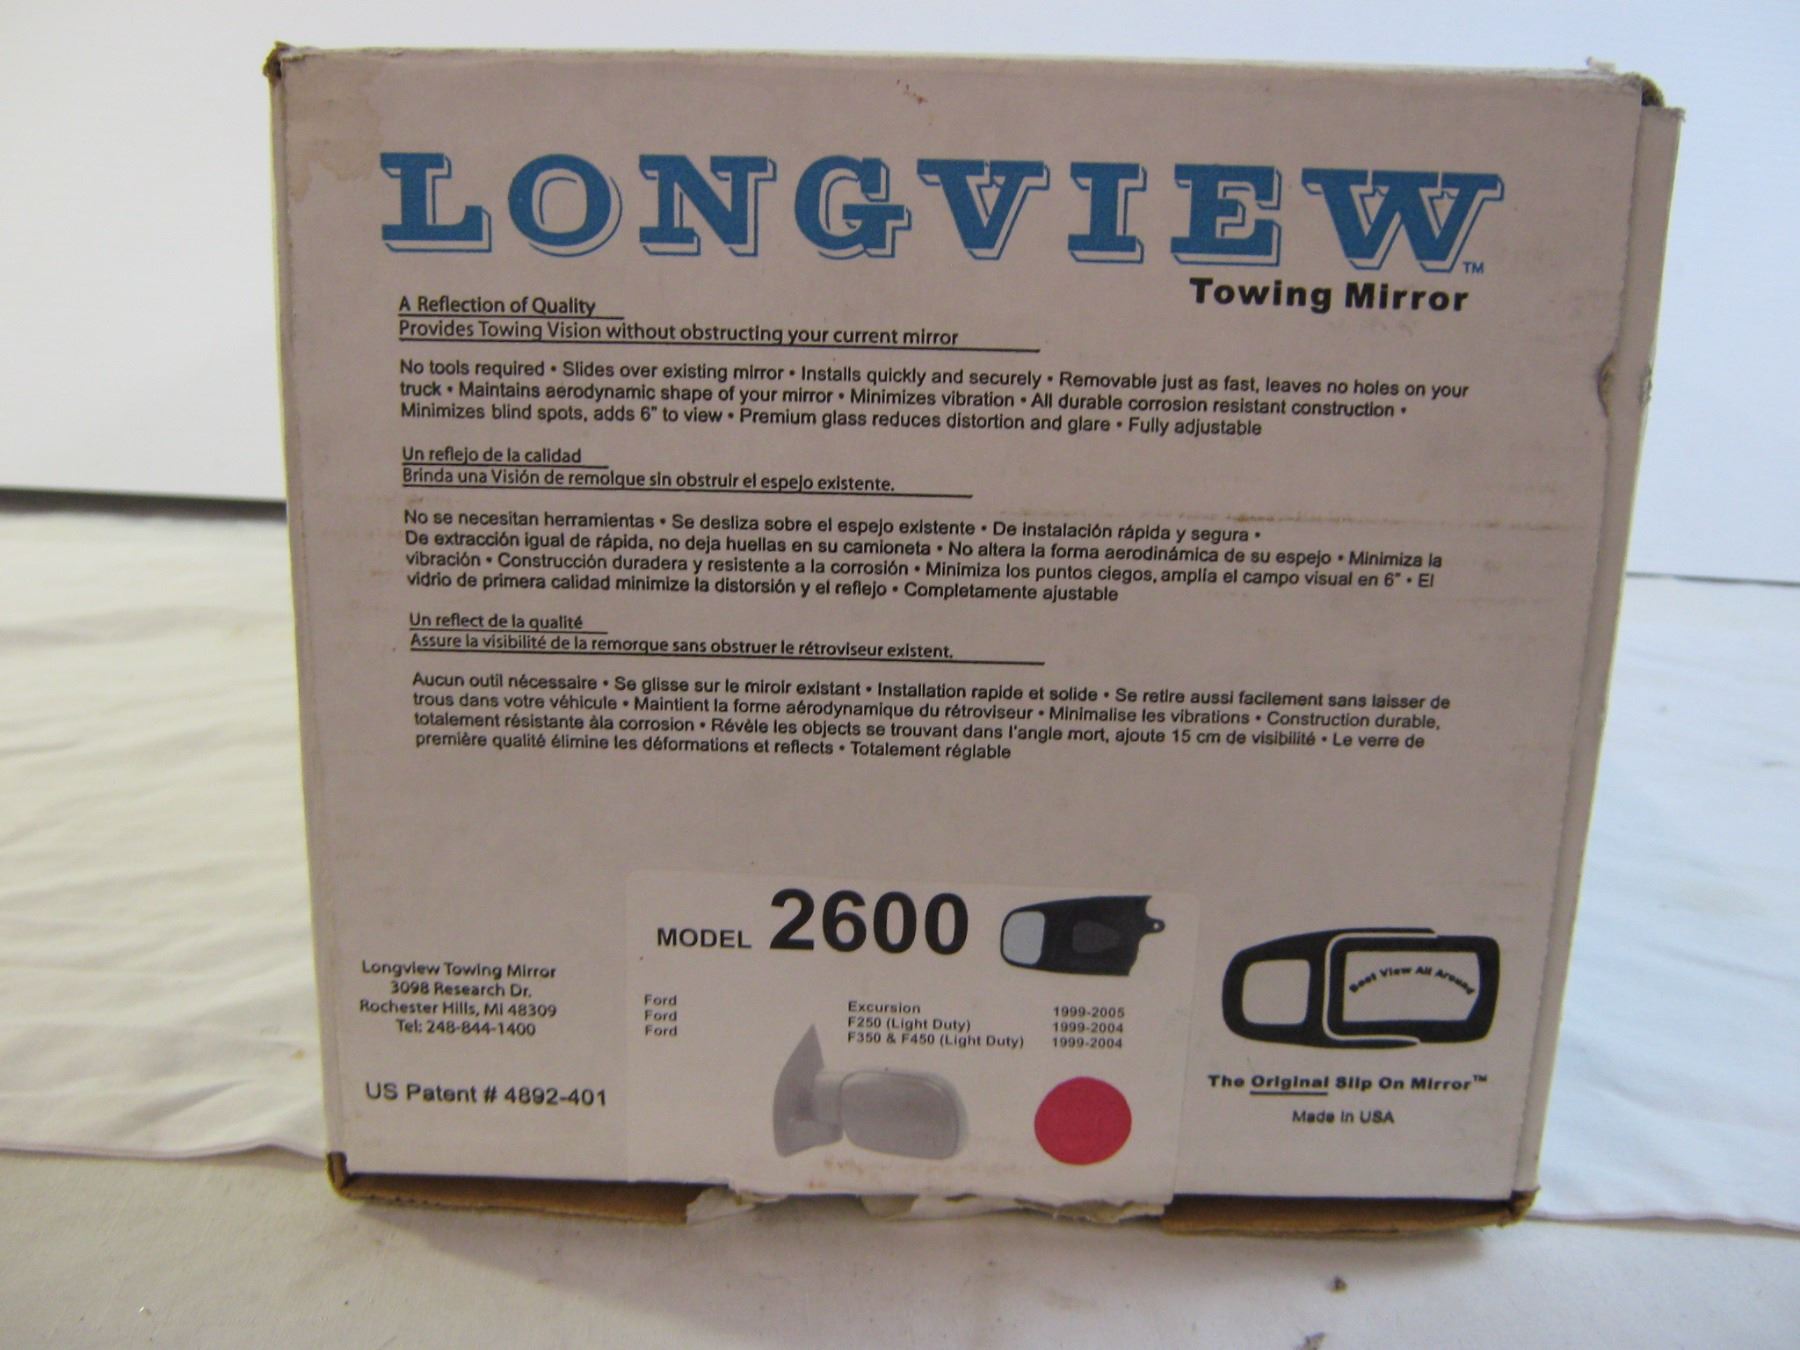 LONGVIEW™
Towing Mirror
A Reflection of Quality
Provides Towing Vision without obstructing your current mirror
No tools required • Slides over existing mirror • Installs quickly and securely • Removable just as fast, leaves no holes on your
truck • Maintains aerodynamic shape of your mirror • Minimizes vibration • All durable corrosion resistant construction •
Minimizes blind spots, adds 6" to view • Premium glass reduces distortion and glare • Fully adjustable
Un reflejo de la calidad
Brinda una Visión de remolque sin obstruir el espejo existente.
No se necesitan herramientas • Se desliza sobre el espejo existente • De instalación rápida y segura •
De extracción igual de rápida, no deja huellas en su camioneta • No altera la forma aerodinámica de su espejo • Minimiza la
vibración • Construcción duradera y resistente a la corrosión • Minimiza los puntos ciegos, amplía el campo visual en 6" • El
vidrio de primera calidad minimize la distorsión y el reflejo • Completamente ajustable
Un reflect de la qualité
Assure la visibilité de la remorque sans obstruer le rétroviseur existent.
Aucun outil nécessaire • Se glisse sur le miroir existant • Installation rapide et solide • Se retire aussi facilement sans laisser de
trous dans votre véhicule • Maintient la forme aérodynamique du rétroviseur • Minimalise les vibrations • Construction durable,
totalement résistante àla corrosion • Révèle les objects se trouvant dans l'angle mort, ajoute 15 cm de visibilité • Le verre de
première qualité élimine les déformations et reflects • Totalement réglable
MODEL 2600
Longview Towing Mirror
3098 Research Dr.
Rochester Hills, MI 48309
Tel: 248-844-1400
US Patent # 4892-401
Ford Excursion 1999-2005
Ford F250 (Light Duty) 1999-2004
Ford F350 & F450 (Light Duty) 1999-2004
Best View All Around
The Original Slip On Mirror™
Made in USA